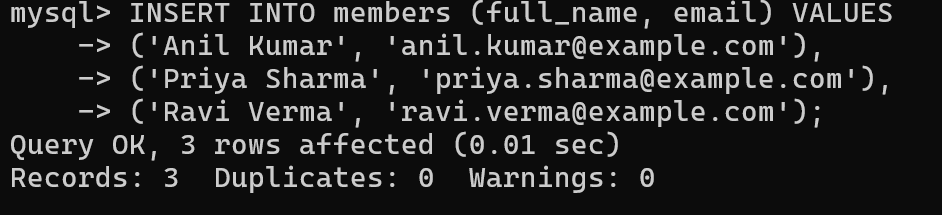 mysql> INSERT INTO members (full_name, email) VALUES
    -> ('Anil Kumar', 'anil.kumar@example.com'),
    -> ('Priya Sharma', 'priya.sharma@example.com'),
    -> ('Ravi Verma', 'ravi.verma@example.com');
Query OK, 3 rows affected (0.01 sec)
Records: 3  Duplicates: 0  Warnings: 0